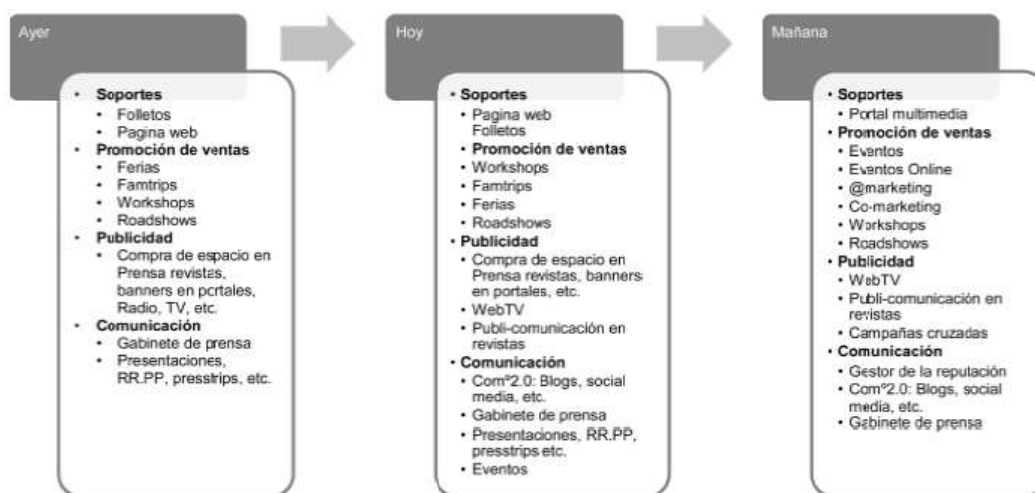 Ayer
Soportes
Folletos
Pagina web
Promoción de ventas
Ferias
Famtrips
Workshops
Roadshows
Publicidad
Compra de espacio en
Prensa revistas,
banners en portales,
Radio, TV, etc.
Comunicación
Gabinete de prensa
Presentaciones,
RR.PP, presstrips, etc.
Hoy
Soportes
Pagina web
Folletos
Promoción de ventas
Workshops
Famtrips
Ferias
Roadshows
Publicidad
Compra de espacio en
Prensa revistas, banners
en portales, etc.
WebTV
Publi-comunicación en
revistas
Comunicación
Comº2.0: Blogs, social
media, etc.
Gabinete de prensa
Presentaciones, RR.PP,
presstrips etc.
Eventos
Mañana
Soportes
Portal multimedia
Promoción de ventas
Eventos
Eventos Online
@marketing
Co-marketing
Workshops
Roadshows
Publicidad
WebTV
Publi-comunicación en
revistas
Campañas cruzadas
Comunicación
Gestor de la reputación
Comº2.0: Blogs, social
media, etc.
Gabinete de prensa